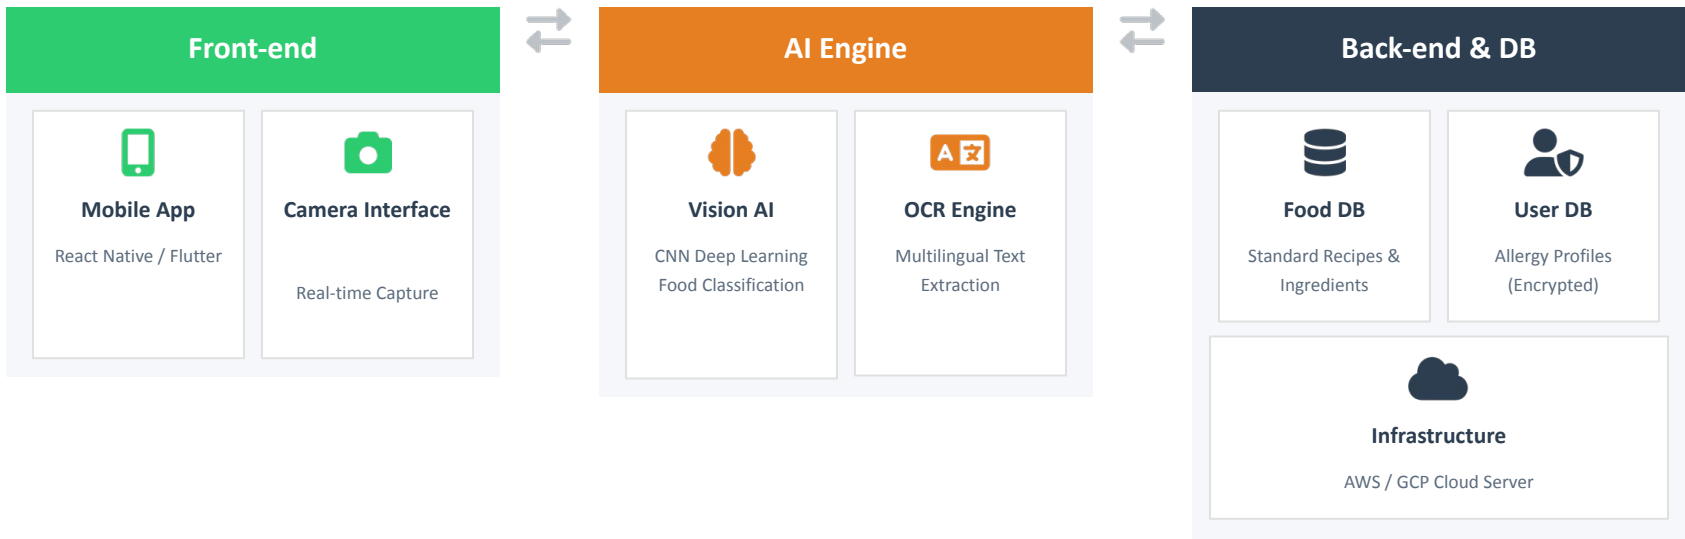 Front-end
Mobile App
React Native / Flutter
Camera Interface
Real-time Capture
AI Engine
Vision AI
CNN Deep Learning
Food Classification
A 文
OCR Engine
Multilingual Text
Extraction
Back-end & DB
Food DB
Standard Recipes &
Ingredients
User DB
Allergy Profiles
(Encrypted)
Infrastructure
AWS / GCP Cloud Server